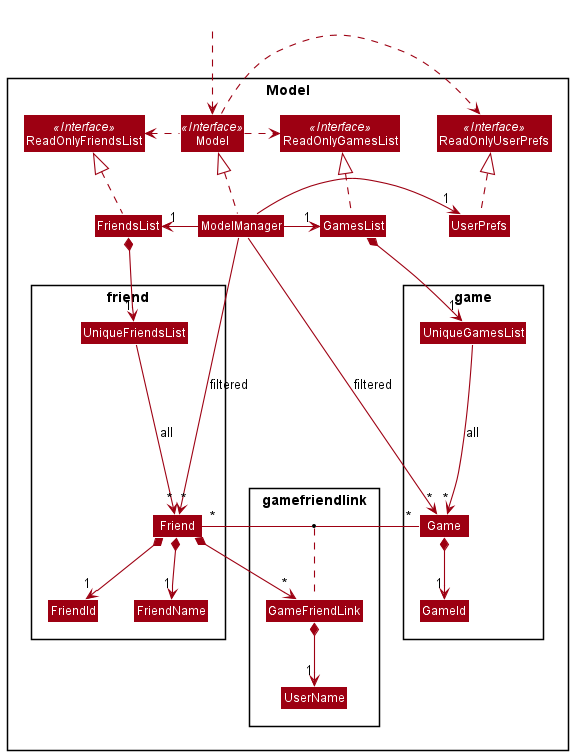 Model
«Interface»
ReadOnlyFriendsList
«Interface»
Model
«Interface»
ReadOnlyGamesList
«Interface»
ReadOnlyUserPrefs
1
1
1
FriendsList
ModelManager
GamesList
UserPrefs
friend
game
1
1
UniqueFriendsList
UniqueGamesList
filtered
filtered
all
all
*
*
*
*
gamefriendlink
*
*
Friend
Game
1
1
*
1
FriendId
FriendName
GameFriendLink
GameId
1
UserName